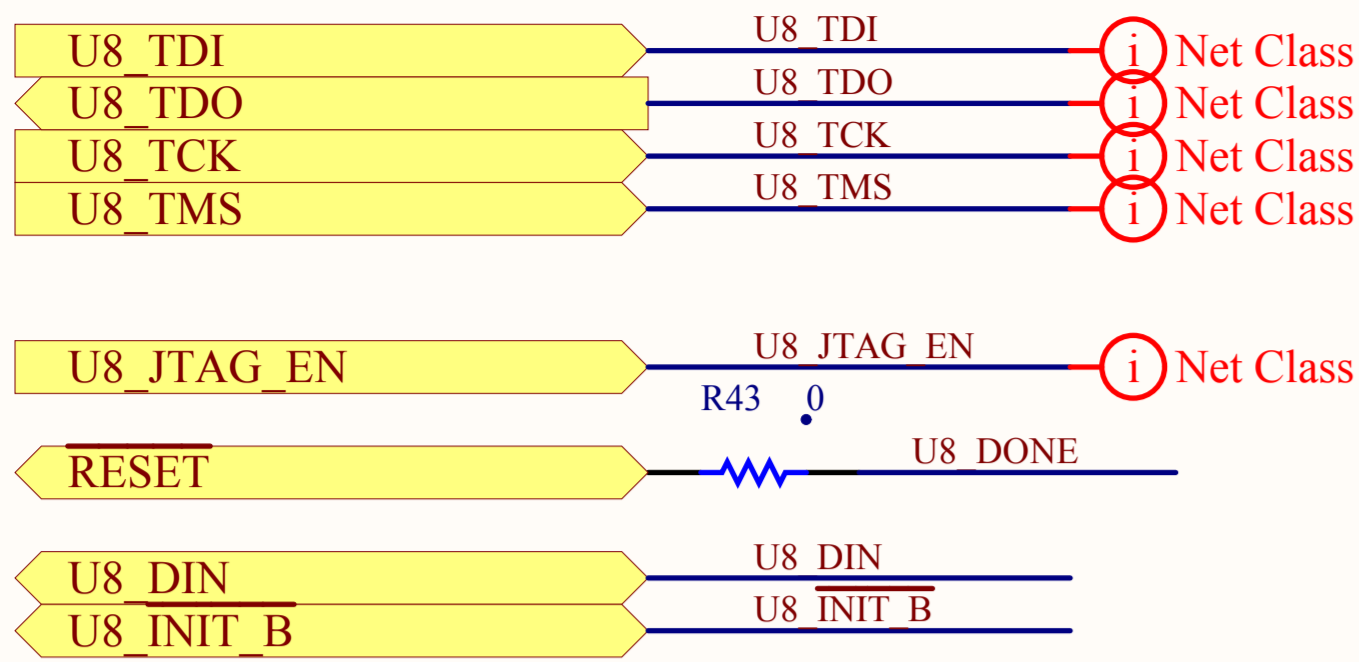 U8_TDI U8_TDI i Net Class
U8_TDO U8_TDO i Net Class
U8_TCK U8_TCK i Net Class
U8_TMS U8_TMS i Net Class
U8_JTAG_EN U8_JTAG_EN i Net Class
R43 0
RESET U8_DONE
U8_DIN U8_DIN
U8_INIT_B U8_INIT_B